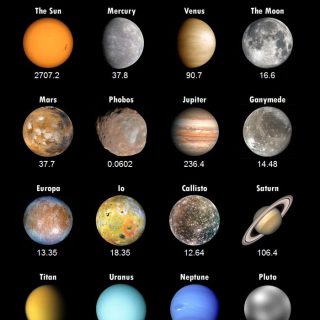 The Sun Mercury Venus The Moon
2707.2 37.8 90.7 16.6
Mars Phobos Jupiter Ganymede
37.7 0.0602 236.4 14.48
Europa Io Callisto Saturn
13.35 18.35 12.64 106.4
Titan Uranus Neptune Pluto